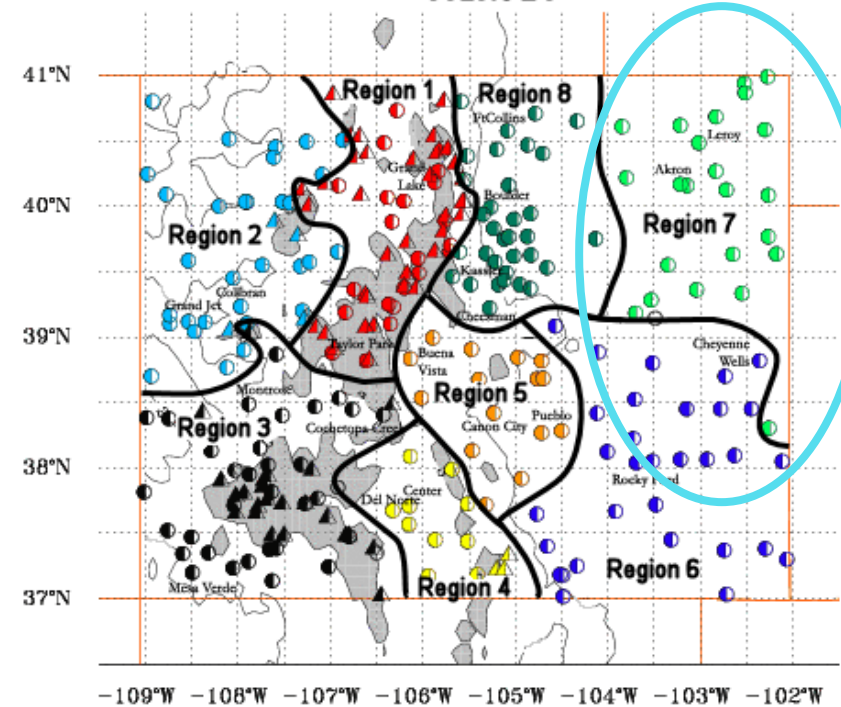 41°N
Region 1
Region 8
FtCollins
Leroy
Grand
Lake
Akron
Boulder
40°N
Region 2
Region 7
Kassler
Collbran
Grand Jct
Cheesman
39°N
Taylor Park
Buena
Vista
Cheyenne
Wells
Montrose
Region 5
Region 3
Cochetopa Creek
Canon City
Pueblo
38°N
Rocky Ford
Del Norte
Center
Mesa Verde
Region 4
Region 6
37°N
-109°W -108°W -107°W -106°W -105°W -104°W -103°W -102°W